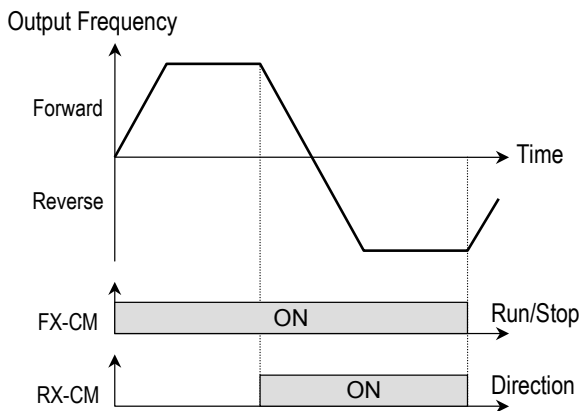 Output Frequency
Forward
Time
Reverse
FX-CM
ON
Run/Stop
RX-CM
ON
Direction